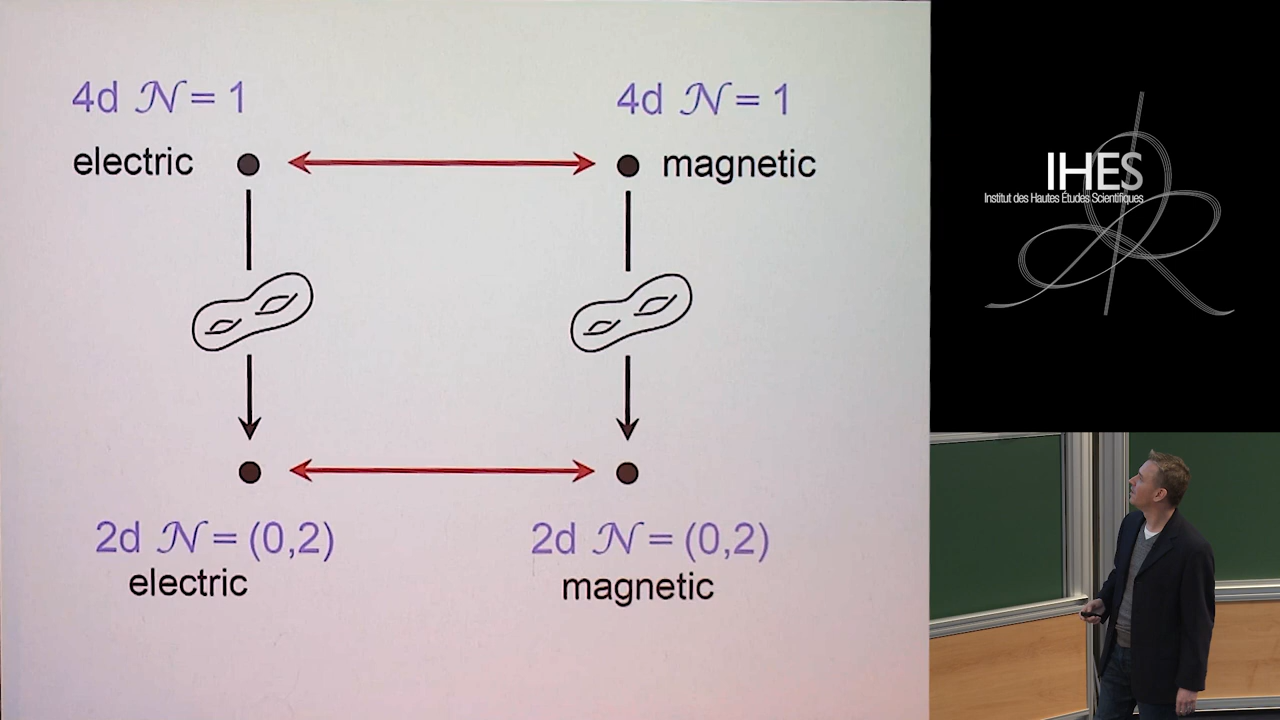 4d 𝒩 = 1
4d 𝒩 = 1
electric
magnetic
2d 𝒩 = (0,2)
2d 𝒩 = (0,2)
electric
magnetic
IHES
Institut des Hautes Études Scientifiques